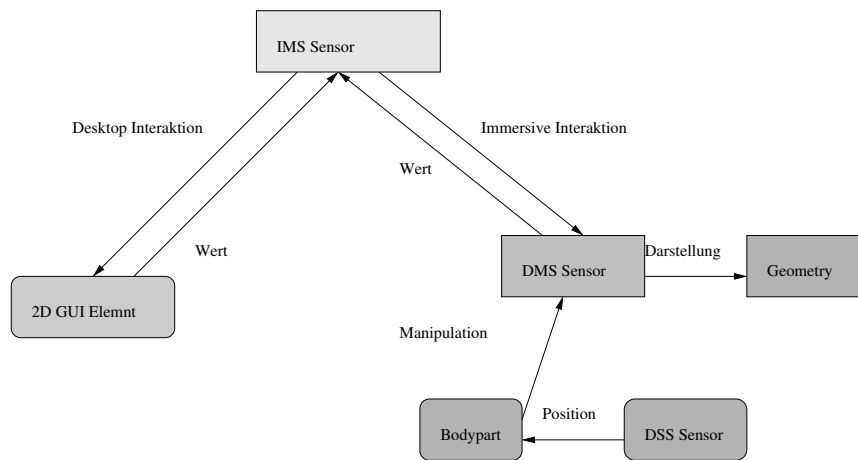 IMS Sensor
Desktop Interaktion
Immersive Interaktion
Wert
Wert
Darstellung
DMS Sensor
Geometry
2D GUI Elemnt
Manipulation
Position
Bodypart
DSS Sensor